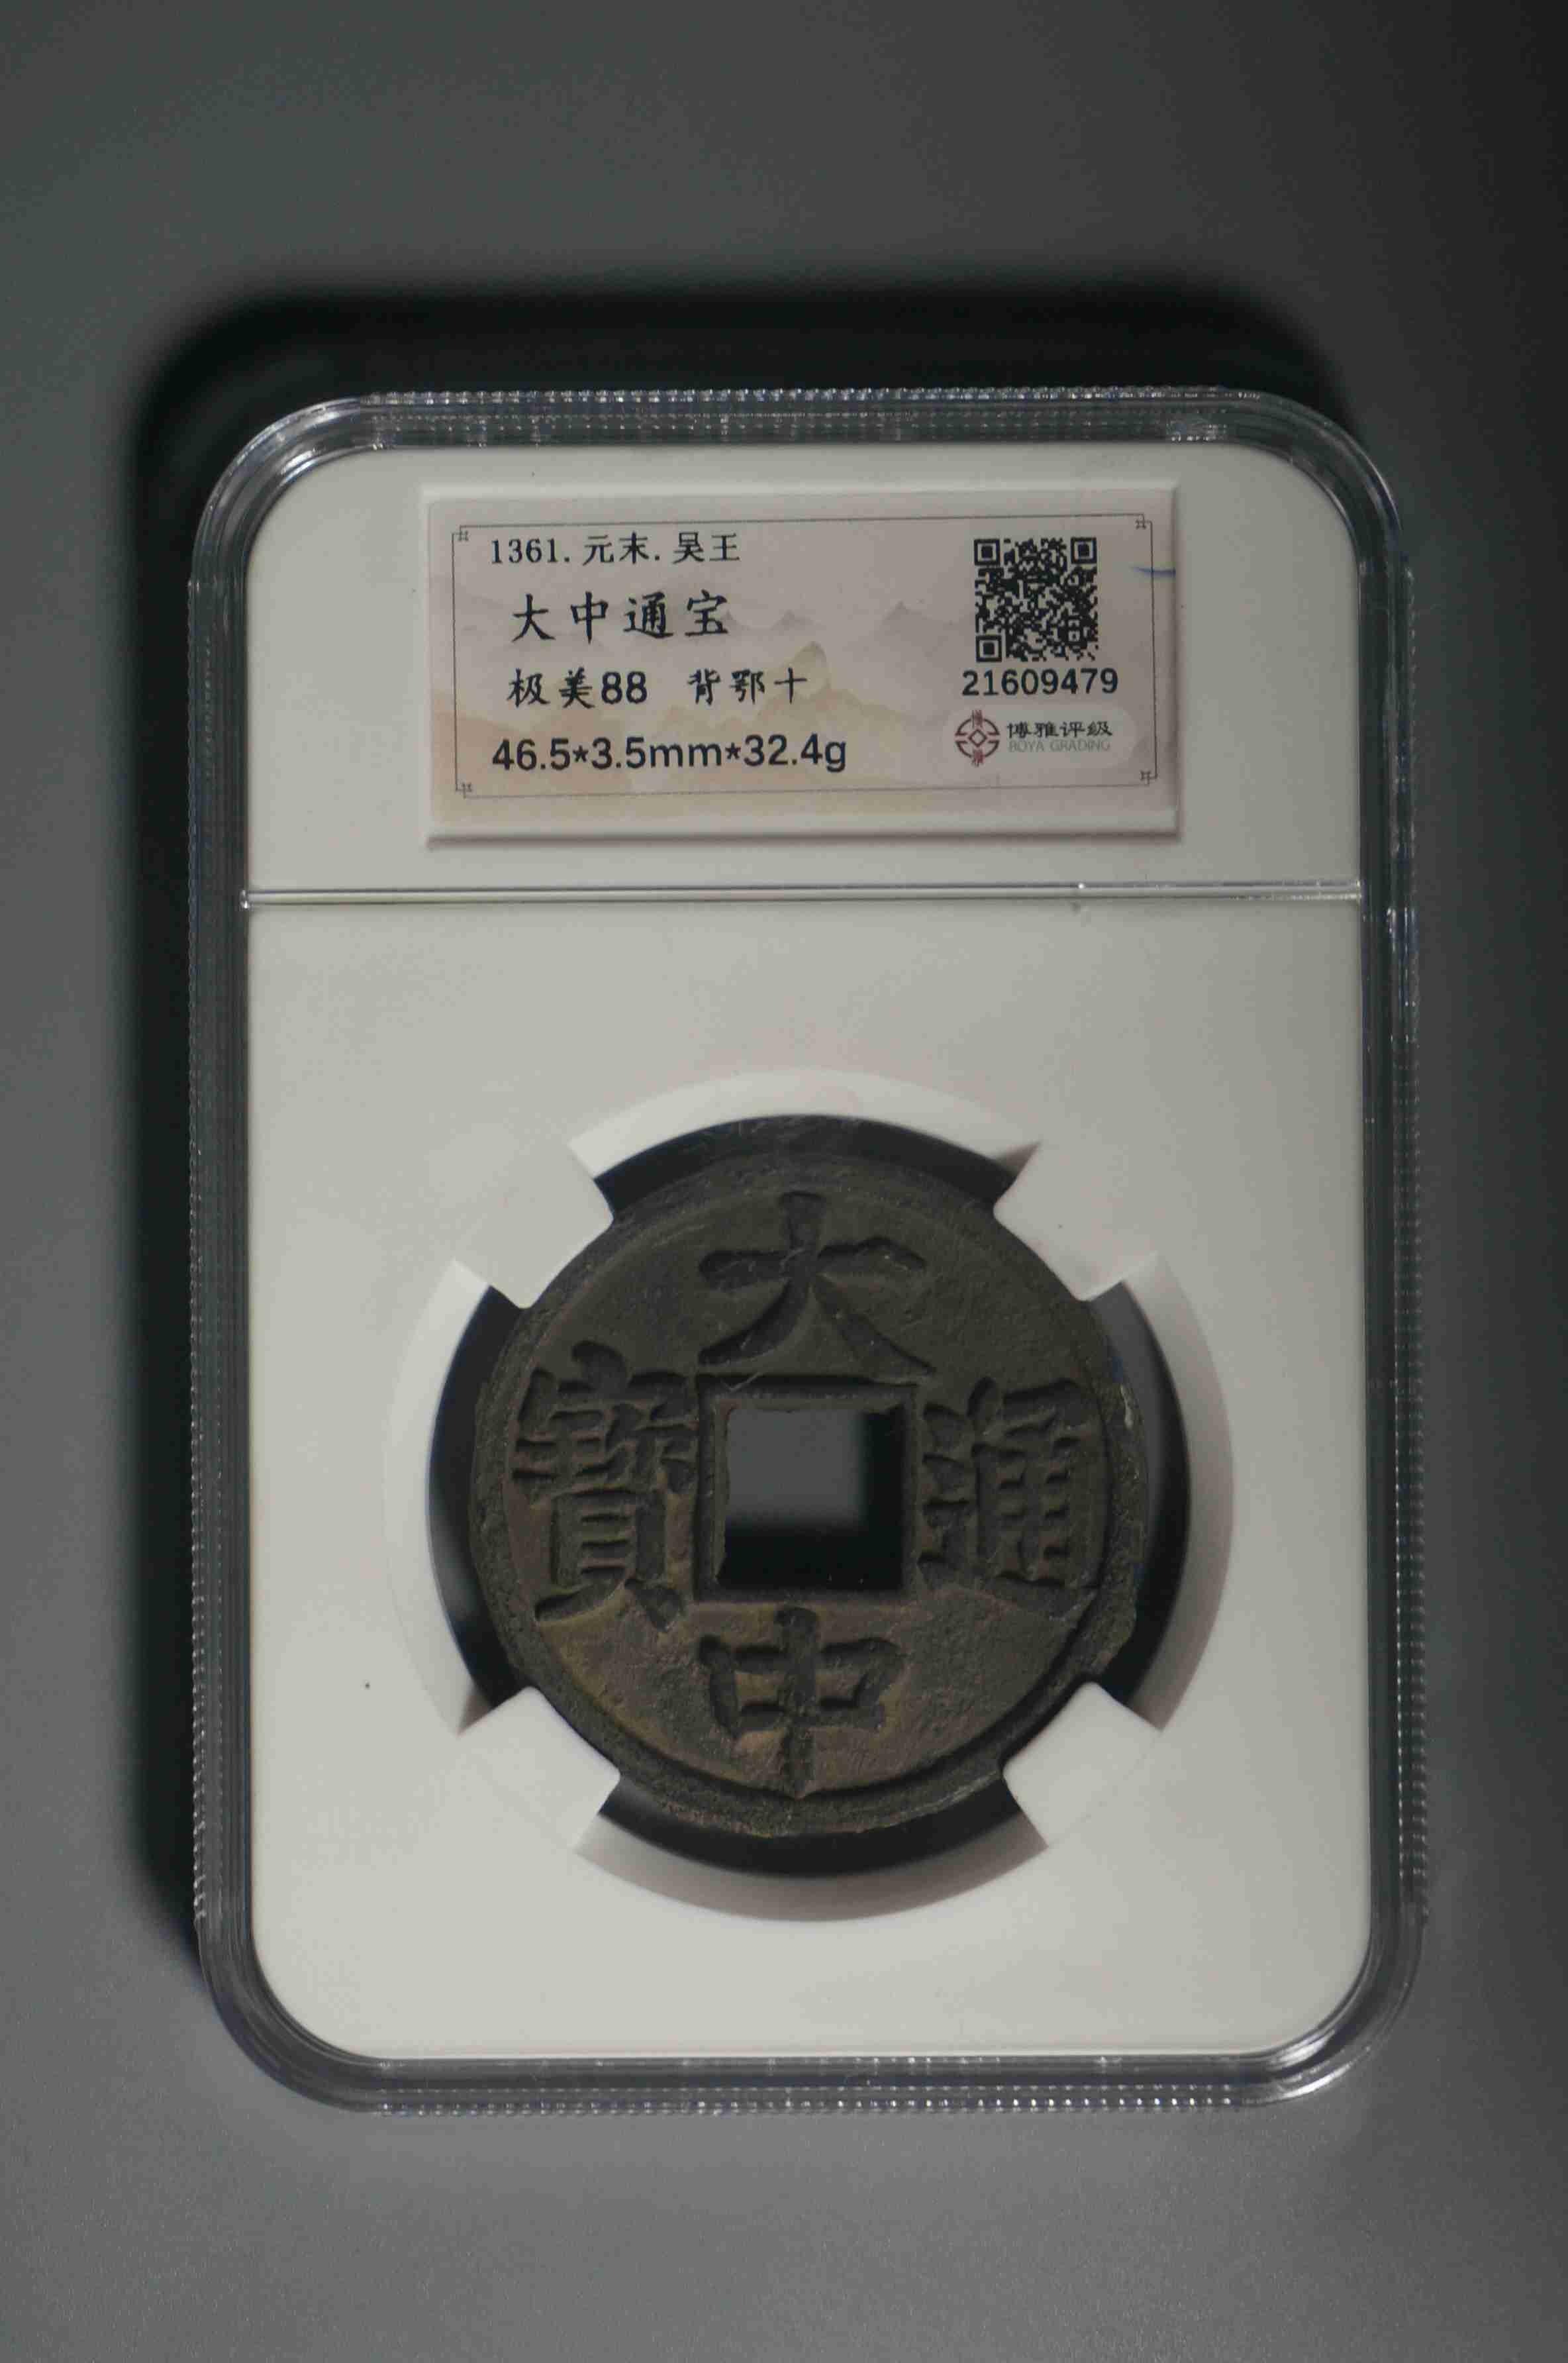 1361.元末.吴王
大中通宝
极美88 背鄂十
46.5*3.5mm*32.4g
21609479
博雅评级
BOYA GRADING
大
中
通
寶